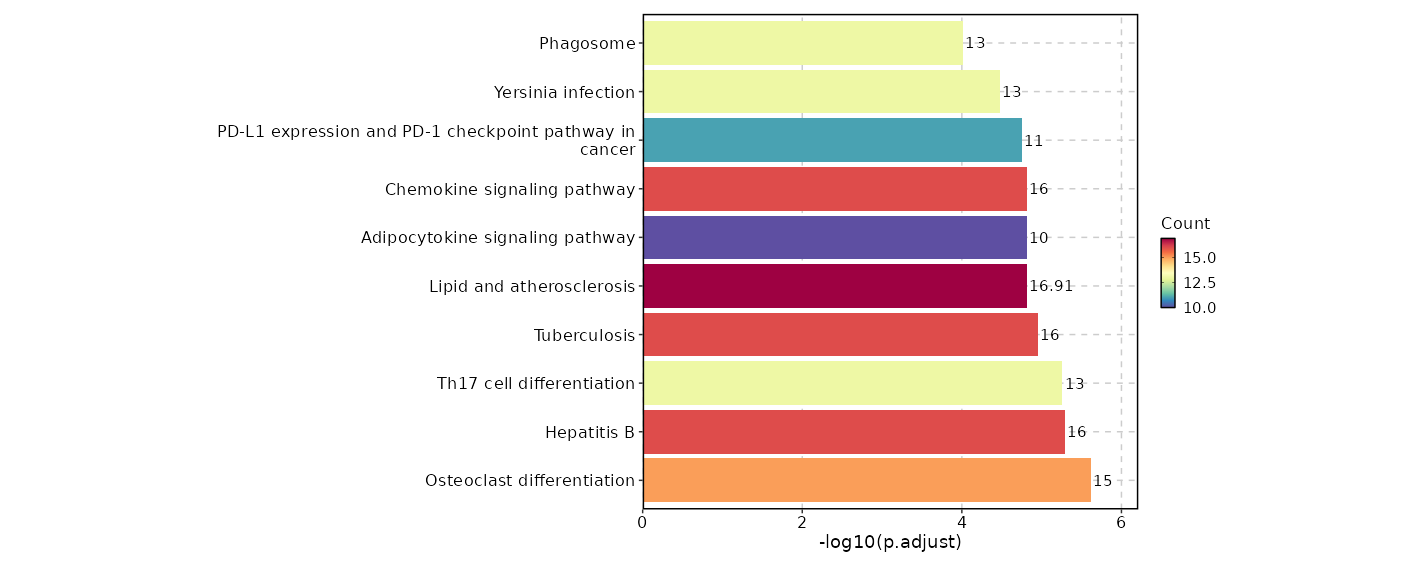 Phagosome
13
Yersinia infection
13
PD-L1 expression and PD-1 checkpoint pathway in
cancer
11
Chemokine signaling pathway
16
Adipocytokine signaling pathway
10
Lipid and atherosclerosis
16.91
Tuberculosis
16
Th17 cell differentiation
13
Hepatitis B
16
Osteoclast differentiation
15
0 2 4 6
-log10(p.adjust)
Count
15.0
12.5
10.0